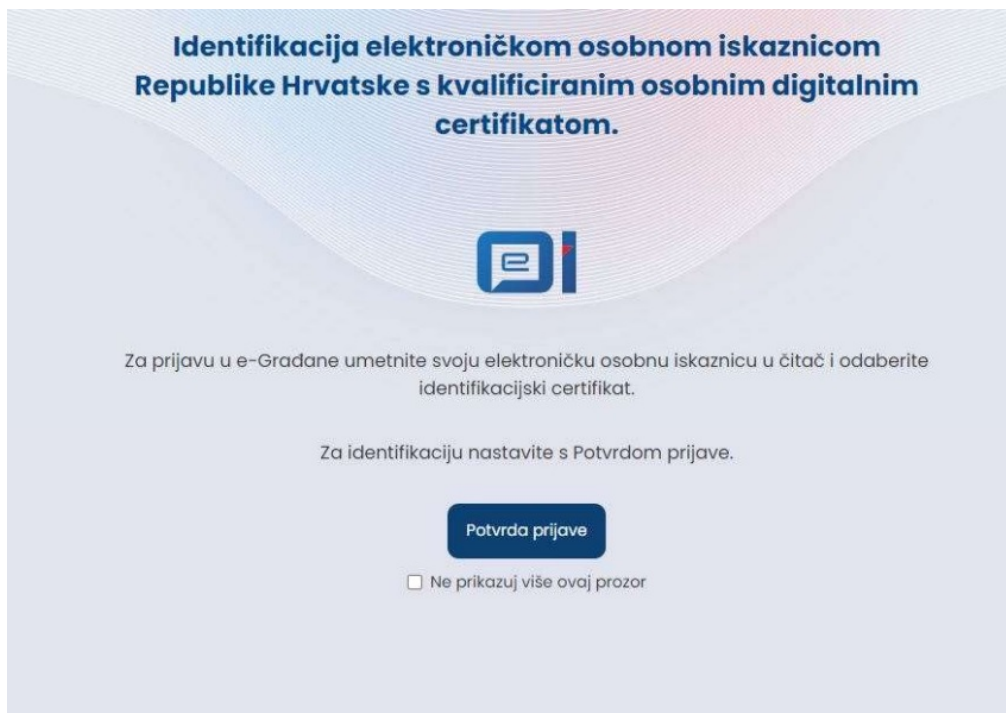 Identifikacija elektroničkom osobnom iskaznicom
Republike Hrvatske s kvalificiranim osobnim digitalnim
certifikatom.
e
Za prijavu u e-Građane umetnite svoju elektroničku osobnu iskaznicu u čitač i odaberite
identifikacijski certifikat.
Za identifikaciju nastavite s Potvrdom prijave.
Potvrda prijave
Ne prikazuj više ovaj prozor